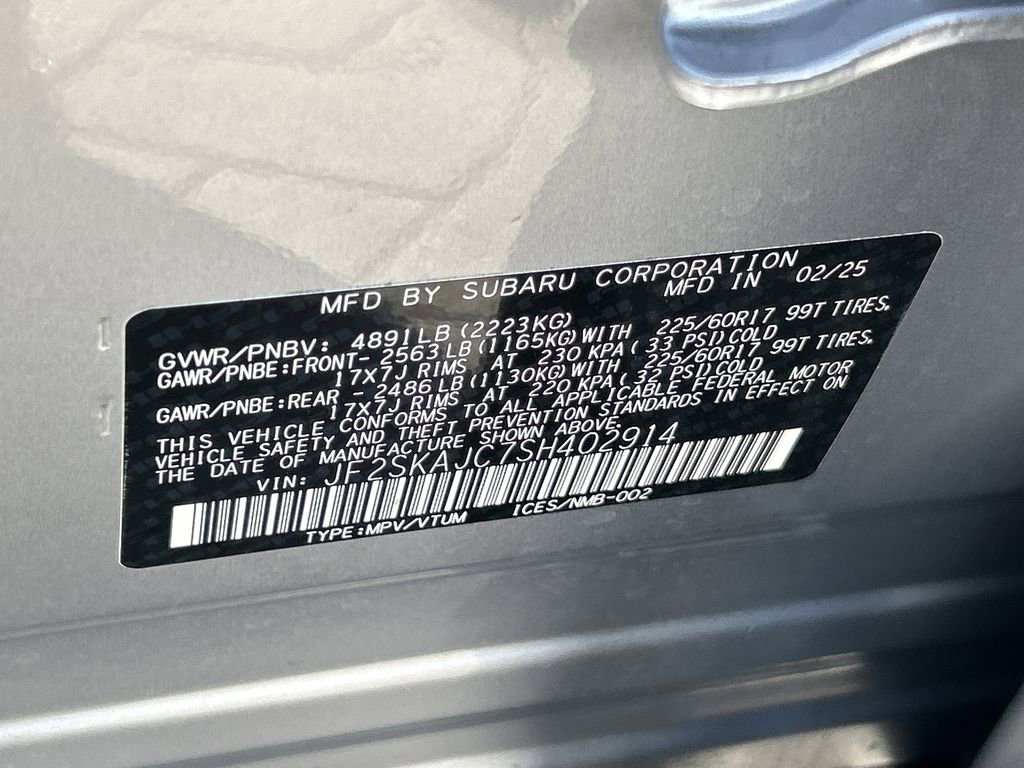 MFD BY SUBARU CORPORATION
MFD IN 02/25
GVWR/PNBV: 4891LB(2223KG)
GAWR/PNBE:FRONT- 2563LB(1165KG)WITH 225/60R17 99T TIRES.
17X7J RIMS AT 230 KPA( 33 PSI)COLD
GAWR/PNBE:REAR - 2486LB(1130KG)WITH 225/60R17 99T TIRES.
17X7J RIMS AT 220 KPA( 32 PSI)COLD
THIS VEHICLE CONFORMS TO ALL APPLICABLE FEDERAL MOTOR
VEHICLE SAFETY AND THEFT PREVENTION STANDARDS IN EFFECT ON
THE DATE OF MANUFACTURE SHOWN ABOVE.
VIN: JF2SKAJC7SH402914
TYPE:MPV/VTUM ICES/NMB-002